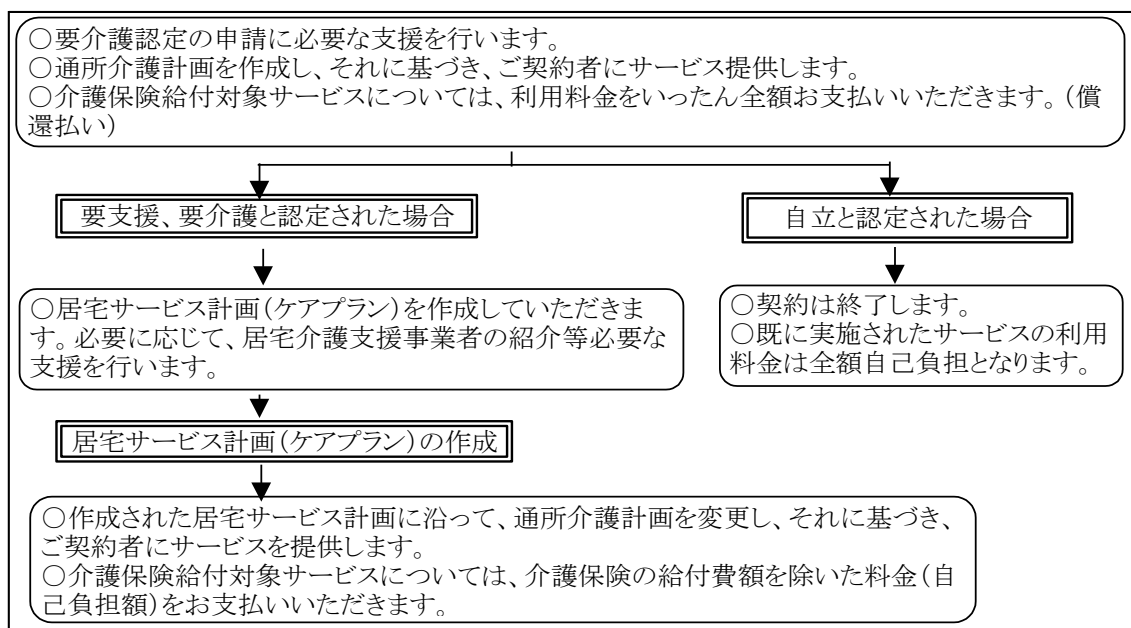 ○要介護認定の申請に必要な支援を行います。
○通所介護計画を作成し、それに基づき、ご契約者にサービス提供します。
○介護保険給付対象サービスについては、利用料金をいったん全額お支払いいただきます。(償
還払い)
要支援、要介護と認定された場合
自立と認定された場合
○居宅サービス計画(ケアプラン)を作成していただきま
す。必要に応じて、居宅介護支援事業者の紹介等必要な
支援を行います。
○契約は終了します。
○既に実施されたサービスの利用
料金は全額自己負担となります。
居宅サービス計画(ケアプラン)の作成
○作成された居宅サービス計画に沿って、通所介護計画を変更し、それに基づき、
ご契約者にサービスを提供します。
○介護保険給付対象サービスについては、介護保険の給付費額を除いた料金(自
己負担額)をお支払いいただきます。